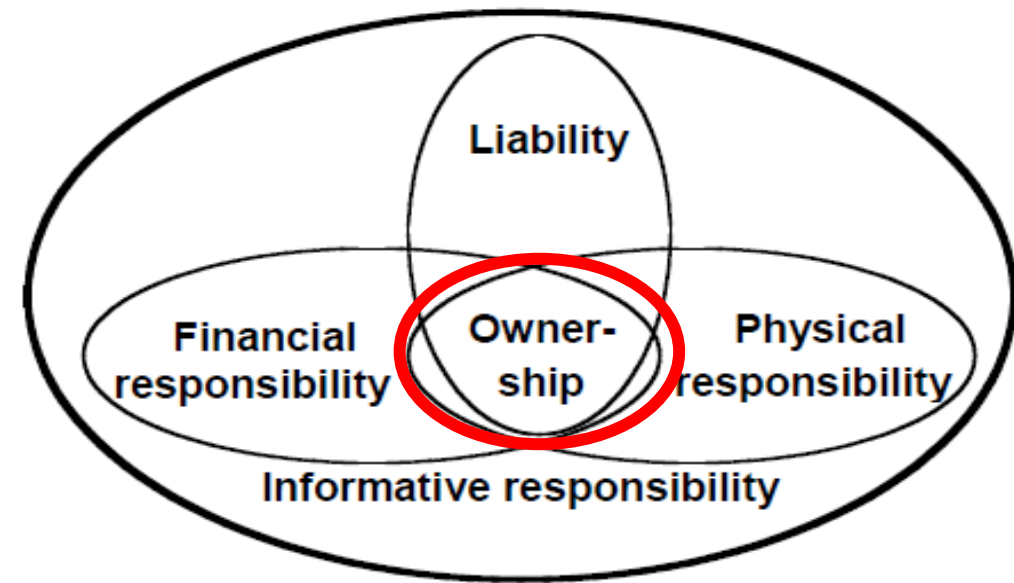 Liability
Financial
responsibility
Owner-
ship
Physical
responsibility
Informative responsibility